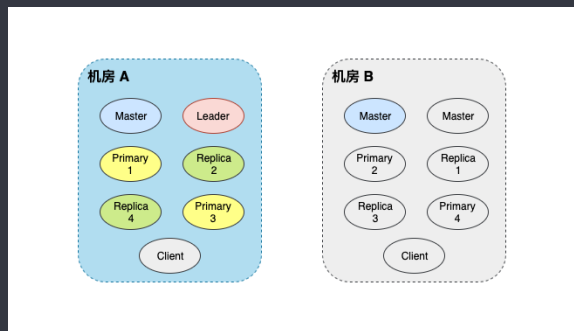 机房 A
Master
Leader
Primary
1
Replica
2
Replica
4
Primary
3
Client
机房 B
Master
Master
Primary
2
Replica
1
Replica
3
Primary
4
Client